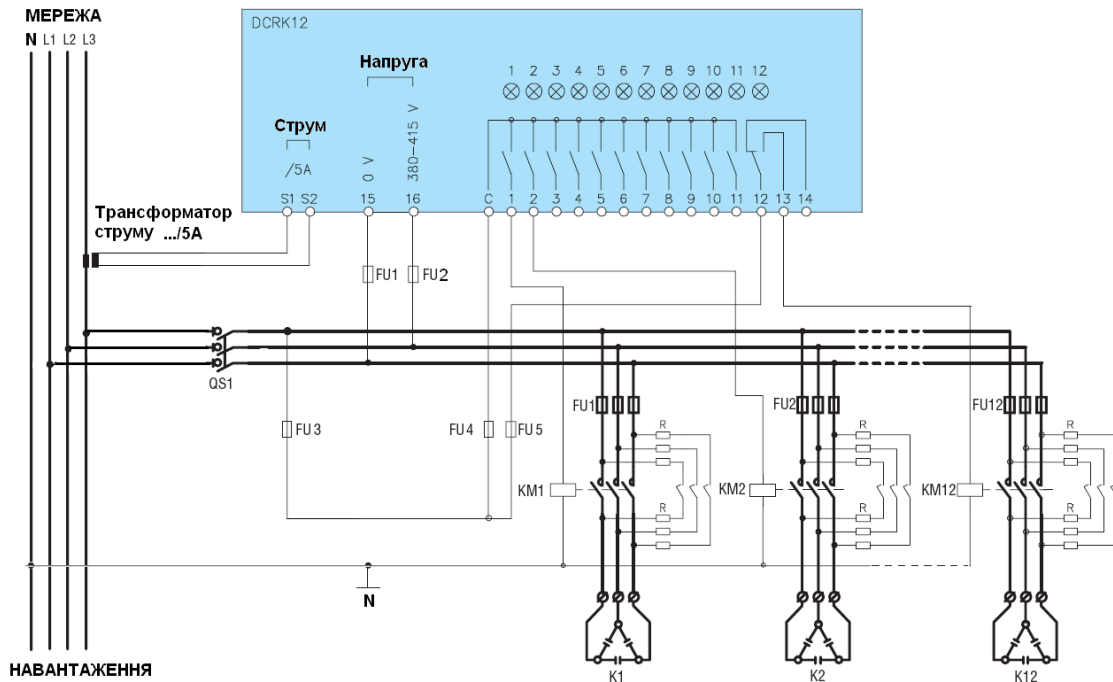 МЕРЕЖА
N L1 L2 L3
DCRK12
Напруга
1 2 3 4 5 6 7 8 9 10 11 12
Струм
/5A
0 V
380-415 V
S1 S2 15 16 C 1 2 3 4 5 6 7 8 9 10 11 12 13 14
Трансформатор
струму .../5А
FU1 FU2
QS1
FU3 FU4 FU5
FU1 FU2 FU12
R R R
KM1 KM2 KM12
R R R
N
НАВАНТАЖЕННЯ
K1 K2 K12